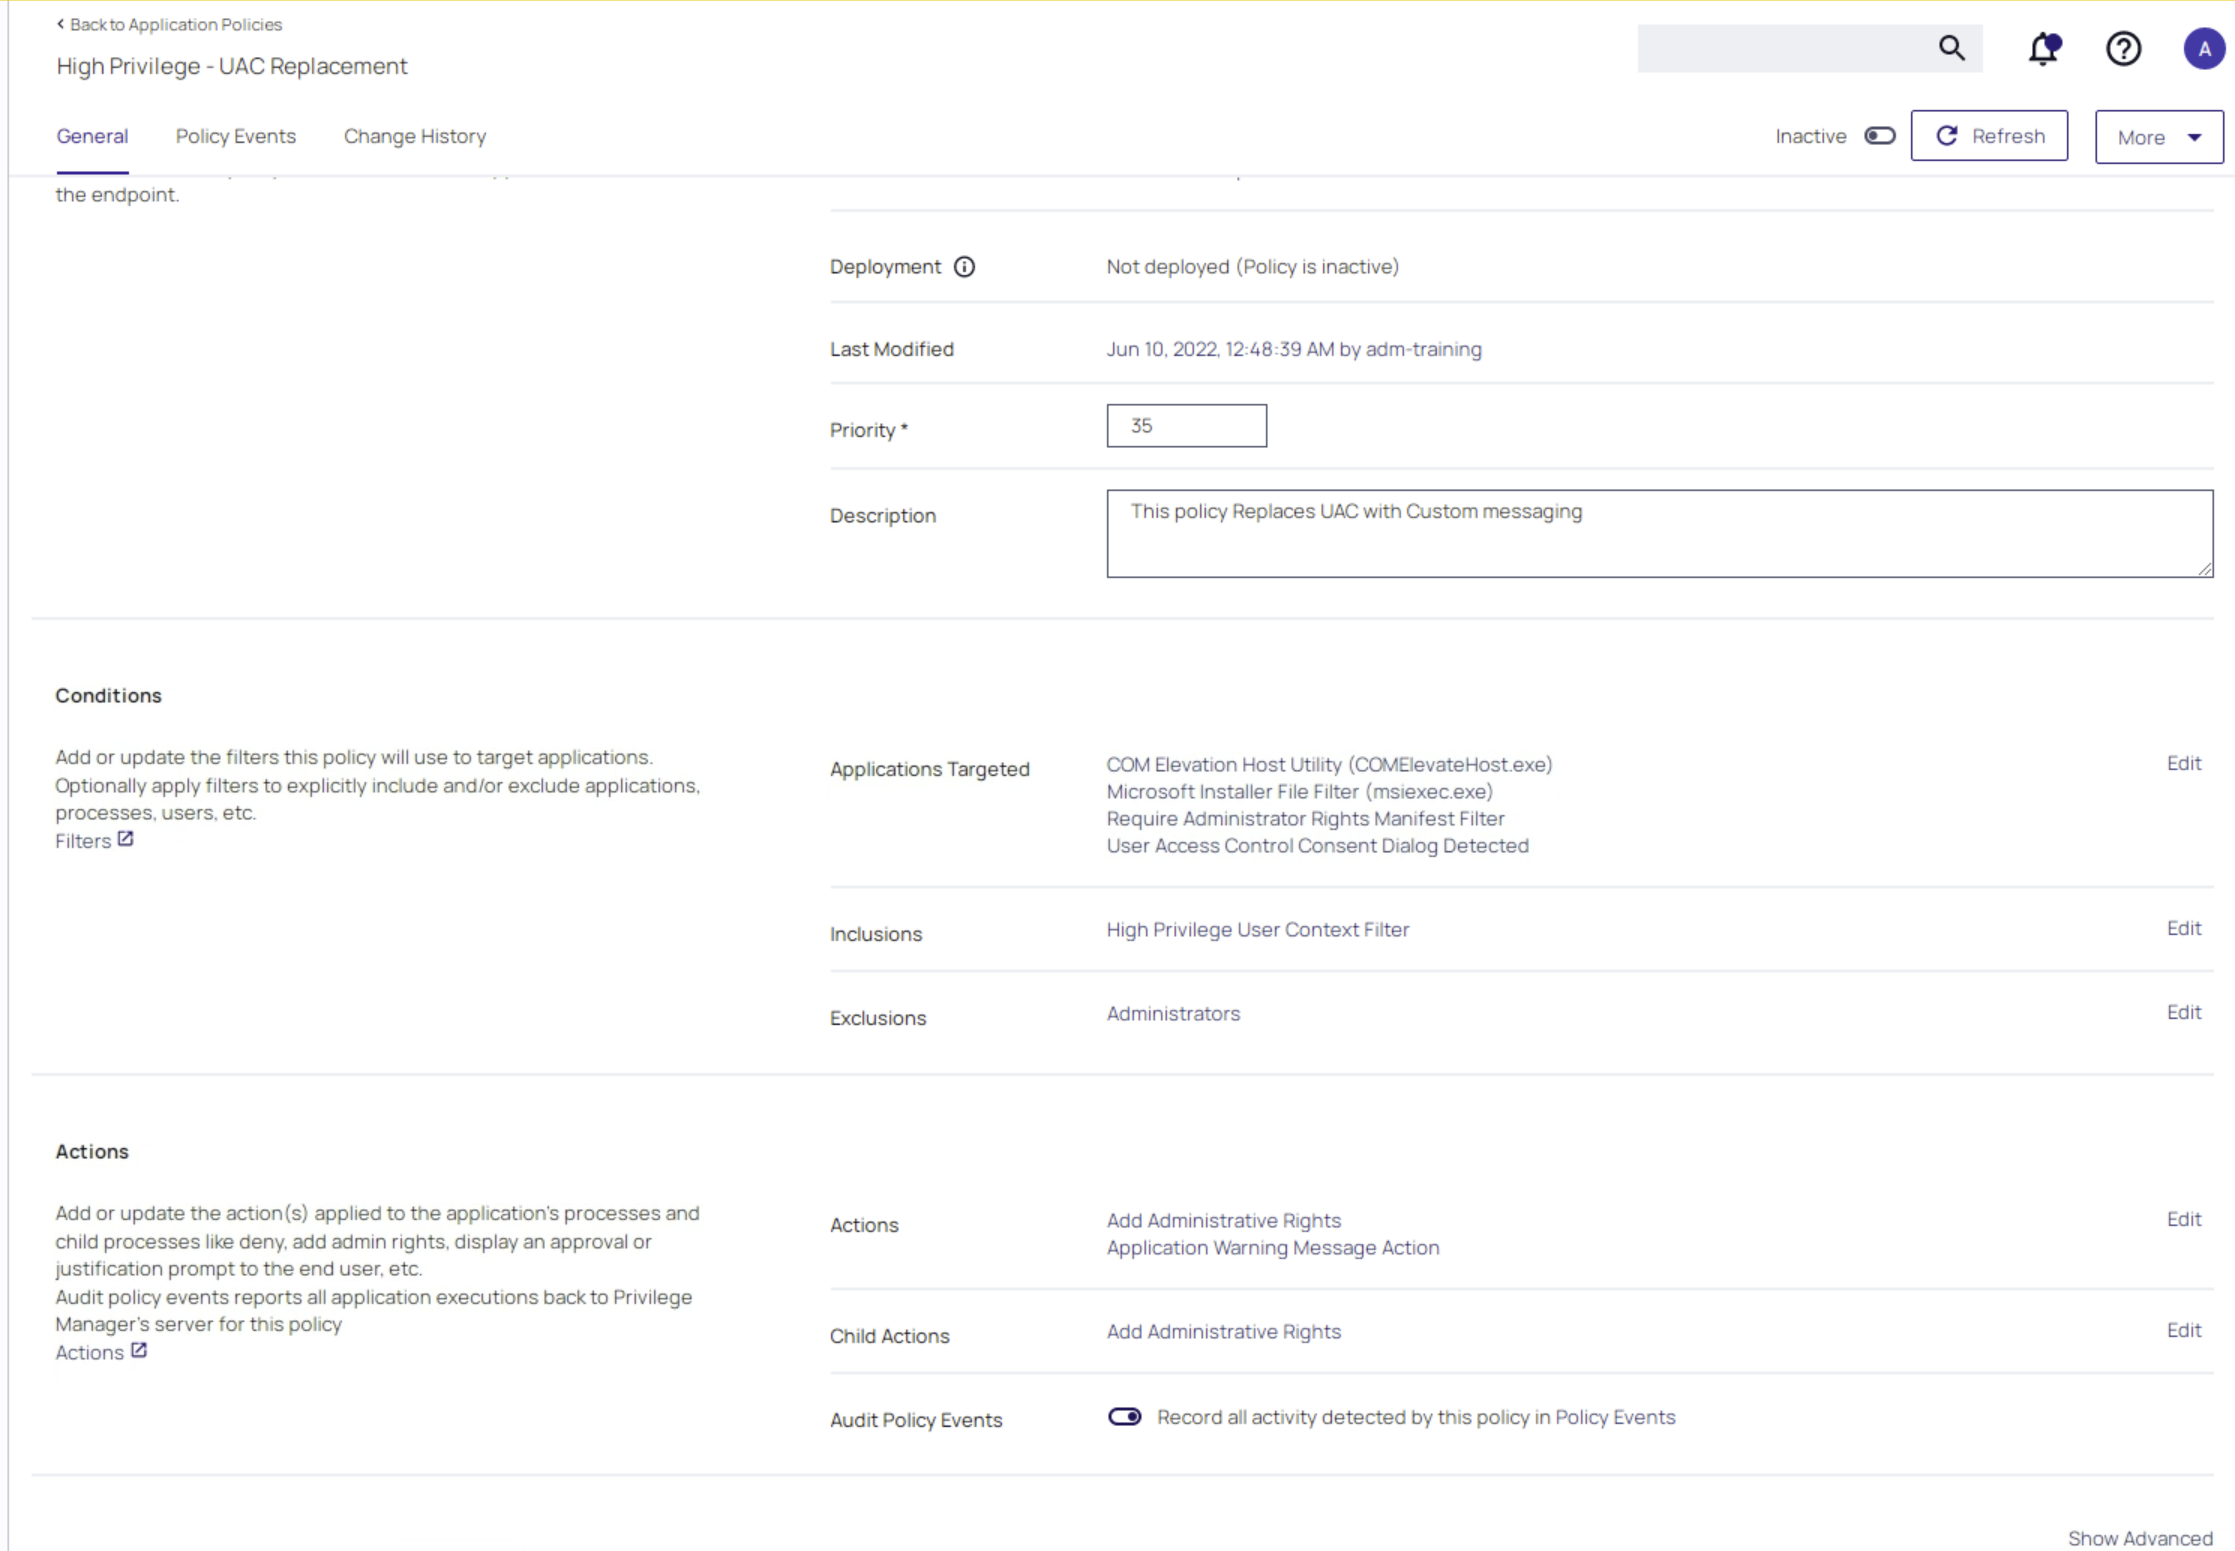 Back to Application Policies
High Privilege - UAC Replacement
A
General
Policy Events
Change History
Inactive
Refresh
More
the endpoint.
Deployment
Not deployed (Policy is inactive)
Last Modified
Jun 10, 2022, 12:48:39 AM by adm-training
Priority *
35
Description
This policy Replaces UAC with Custom messaging
Conditions
Add or update the filters this policy will use to target applications.
Optionally apply filters to explicitly include and/or exclude applications,
processes, users, etc.
Filters
Applications Targeted
COM Elevation Host Utility (COMElevateHost.exe)
Microsoft Installer File Filter (msiexec.exe)
Require Administrator Rights Manifest Filter
User Access Control Consent Dialog Detected
Edit
Inclusions
High Privilege User Context Filter
Edit
Exclusions
Administrators
Edit
Actions
Add or update the action(s) applied to the application's processes and
child processes like deny, add admin rights, display an approval or
justification prompt to the end user, etc.
Audit policy events reports all application executions back to Privilege
Manager's server for this policy
Actions
Actions
Add Administrative Rights
Application Warning Message Action
Edit
Child Actions
Add Administrative Rights
Edit
Audit Policy Events
Record all activity detected by this policy in Policy Events
Show Advanced